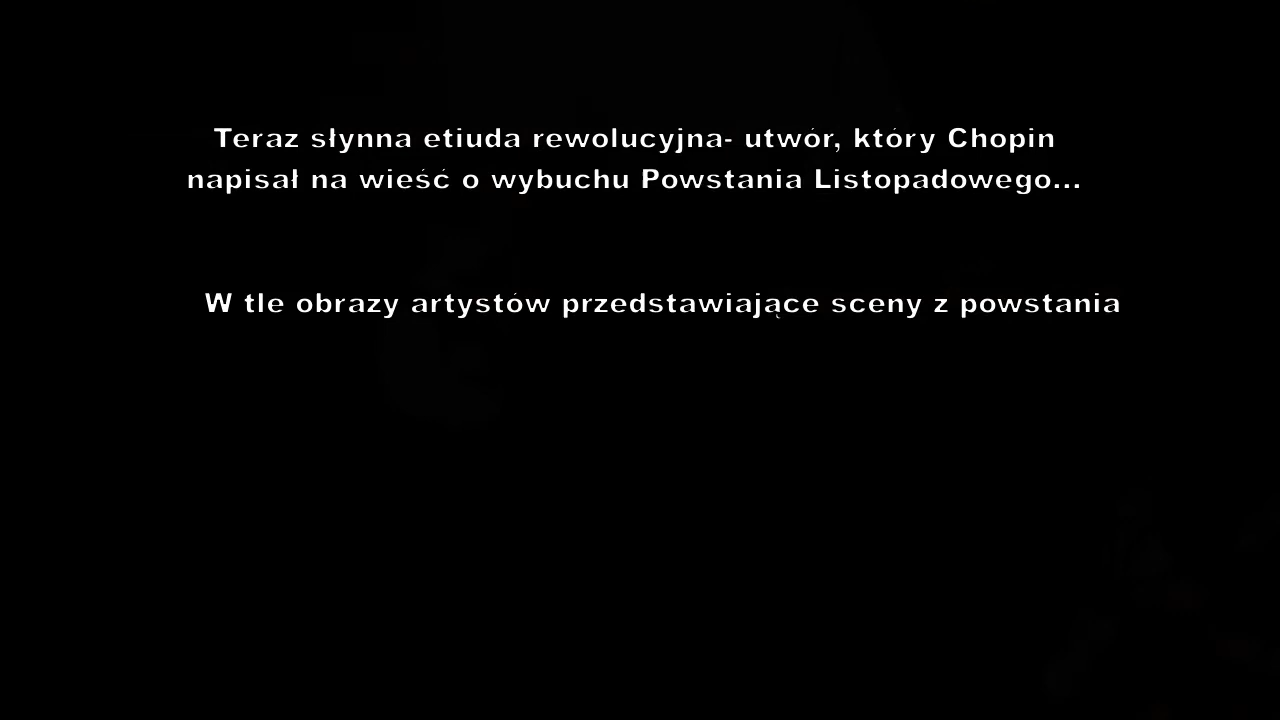 Teraz słynna etiuda rewolucyjna- utwór, który Chopin
napisał na wieść o wybuchu Powstania Listopadowego...
W tle obrazy artystów przedstawiające sceny z powstania